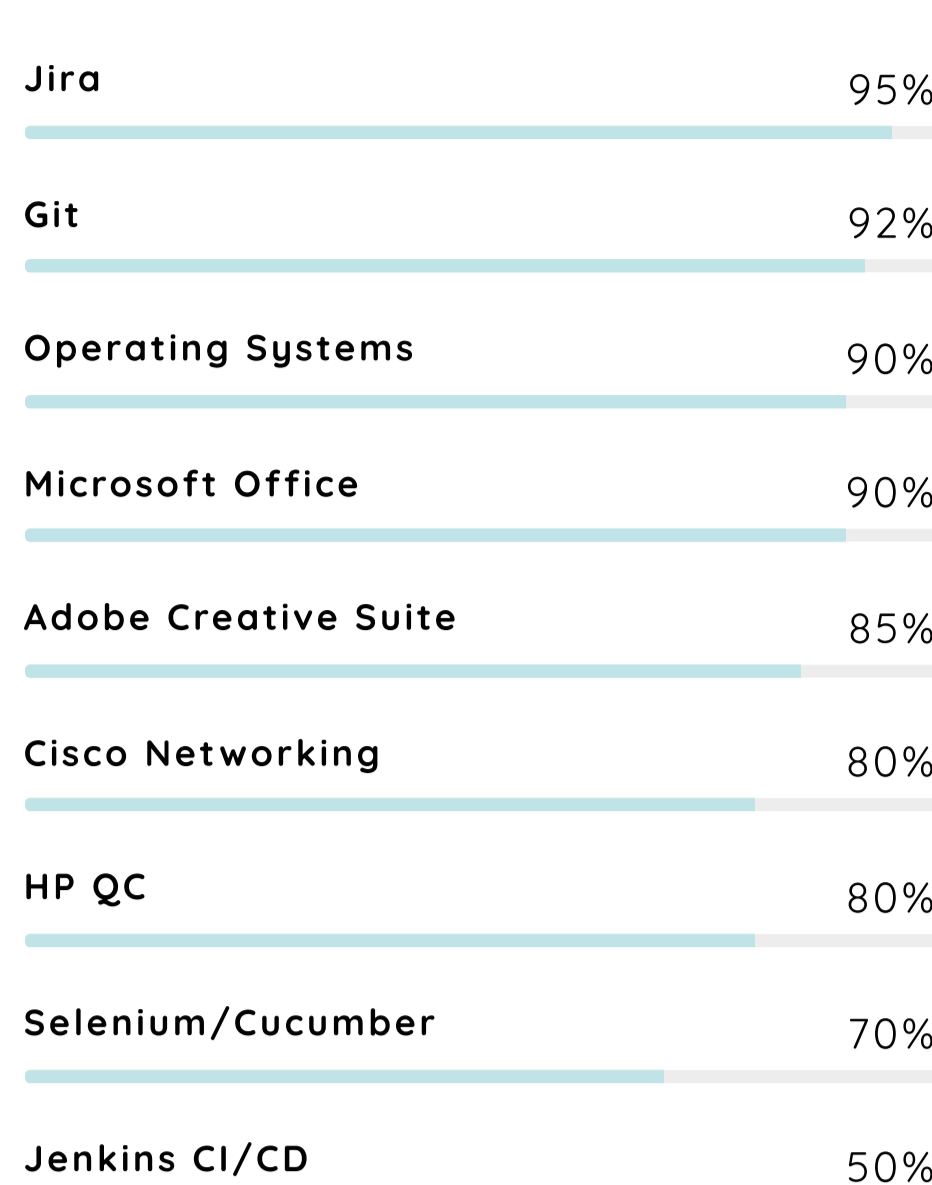 Jira 95%
Git 92%
Operating Systems 90%
Microsoft Office 90%
Adobe Creative Suite 85%
Cisco Networking 80%
HP QC 80%
Selenium/Cucumber 70%
Jenkins CI/CD 50%